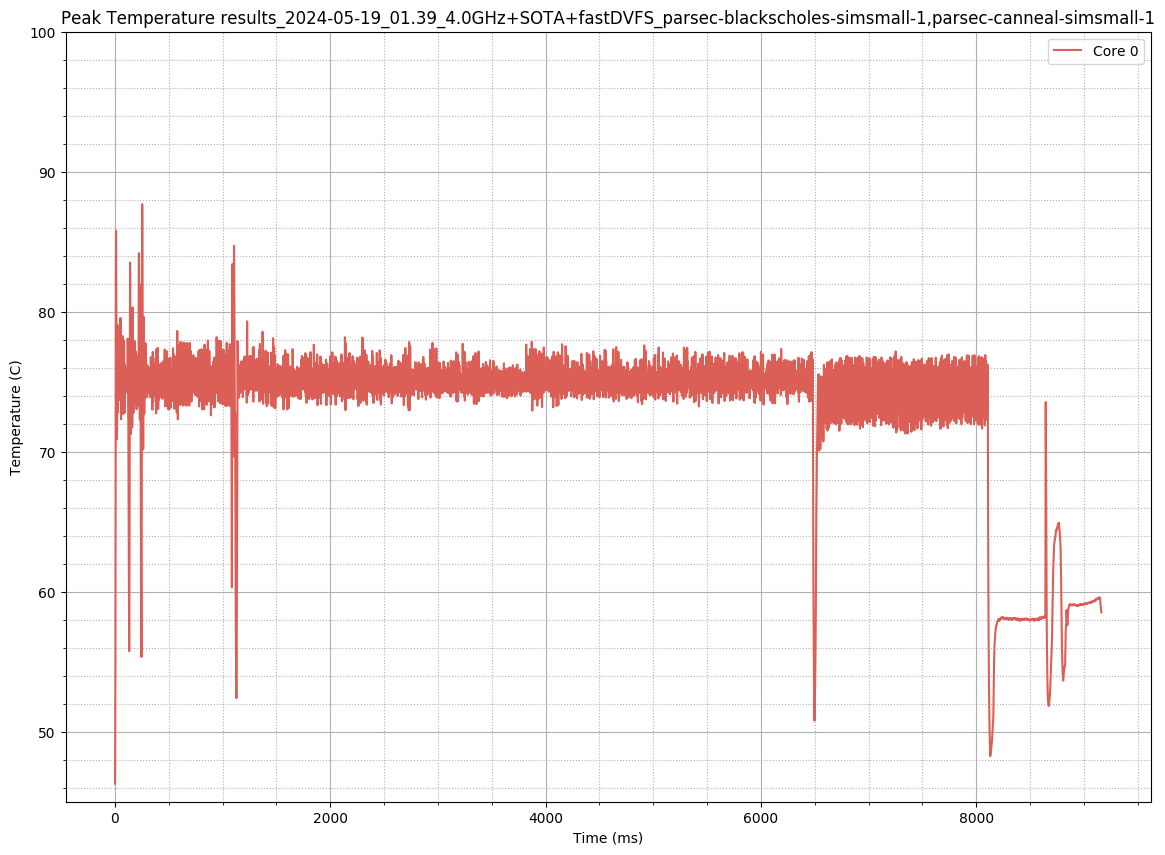 Peak Temperature results_2024-05-19_01.39_4.0GHz+SOTA+fastDVFS_parsec-blackscholes-simsmall-1,parsec-canneal-simsmall-1
Core 0
100
90
80
70
60
50
Temperature (C)
0 2000 4000 6000 8000
Time (ms)